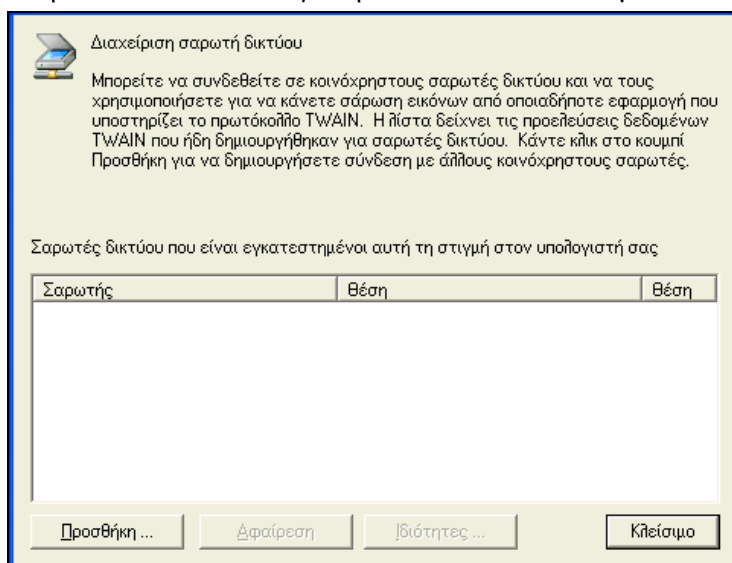 Διαχείριση σαρωτή δικτύου
Μπορείτε να συνδεθείτε σε κοινόχρηστους σαρωτές δικτύου και να τους
χρησιμοποιήσετε για να κάνετε σάρωση εικόνων από οποιαδήποτε εφαρμογή που
υποστηρίζει το πρωτόκολλο TWAIN. Η λίστα δείχνει τις προελεύσεις δεδομένων
TWAIN που ήδη δημιουργήθηκαν για σαρωτές δικτύου. Κάντε κλικ στο κουμπί
Προσθήκη για να δημιουργήσετε σύνδεση με άλλους κοινόχρηστους σαρωτές.
Σαρωτές δικτύου που είναι εγκατεστημένοι αυτή τη στιγμή στον υπολογιστή σας
Σαρωτής Θέση Θέση
Προσθήκη ... Αφαίρεση Ιδιότητες ... Κλείσιμο